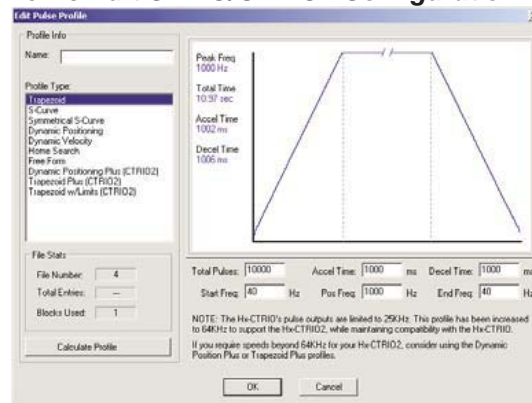 Edit Pulse Profile
Profile Info
Name:
Profile Type:
Trapezoid
S-Curve
Symmetrical S-Curve
Dynamic Positioning
Dynamic Velocity
Home Search
Free Form
Dynamic Positioning Plus (CTRIO2)
Trapezoid Plus (CTRIO2)
Trapezoid w/Limits (CTRIO2)
File Stats
File Number: 4
Total Entries: ---
Blocks Used: 1
Calculate Profile
Peak Freq
1000 Hz
Total Time
10.97 sec
Accel Time
1002 ms
Decel Time
1006 ms
Total Pulses: 10000 Accel Time: 1000 ms Decel Time: 1000 ms
Start Freq: 40 Hz Pos Freq: 1000 Hz End Freq: 40 Hz
NOTE: The Hx-CTRIO's pulse outputs are limited to 25KHz. This profile has been increased
to 64KHz to support the Hx-CTRIO2, while maintaining compatibility with the Hx-CTRIO.
If you require speeds beyond 64KHz for your Hx-CTRIO2, consider using the Dynamic
Position Plus or Trapezoid Plus profiles.
OK Cancel